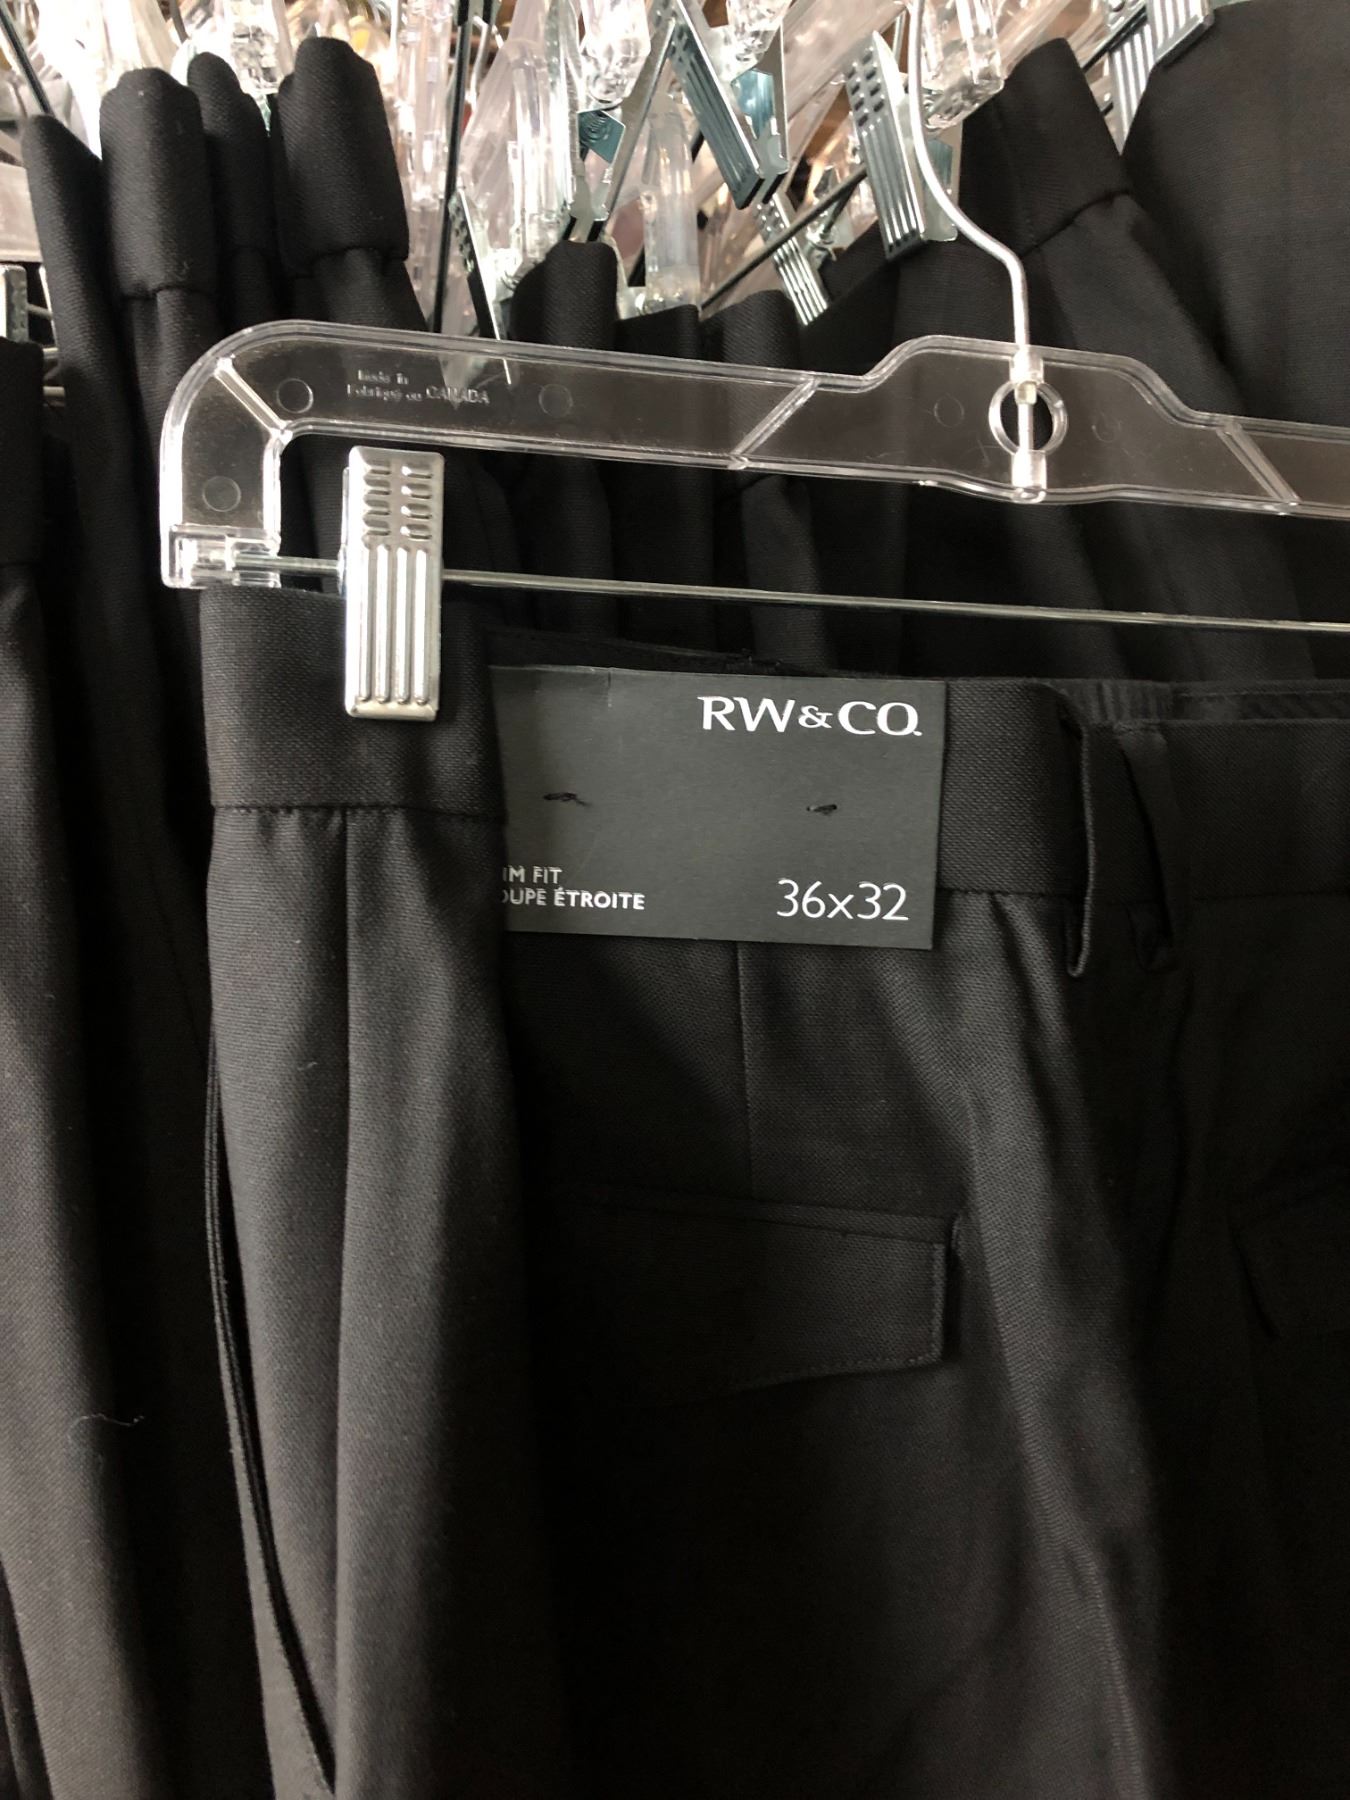 Made in
Fabriqué au CANADA
RW&CO.
IM FIT
OUPE ÉTROITE
36x32